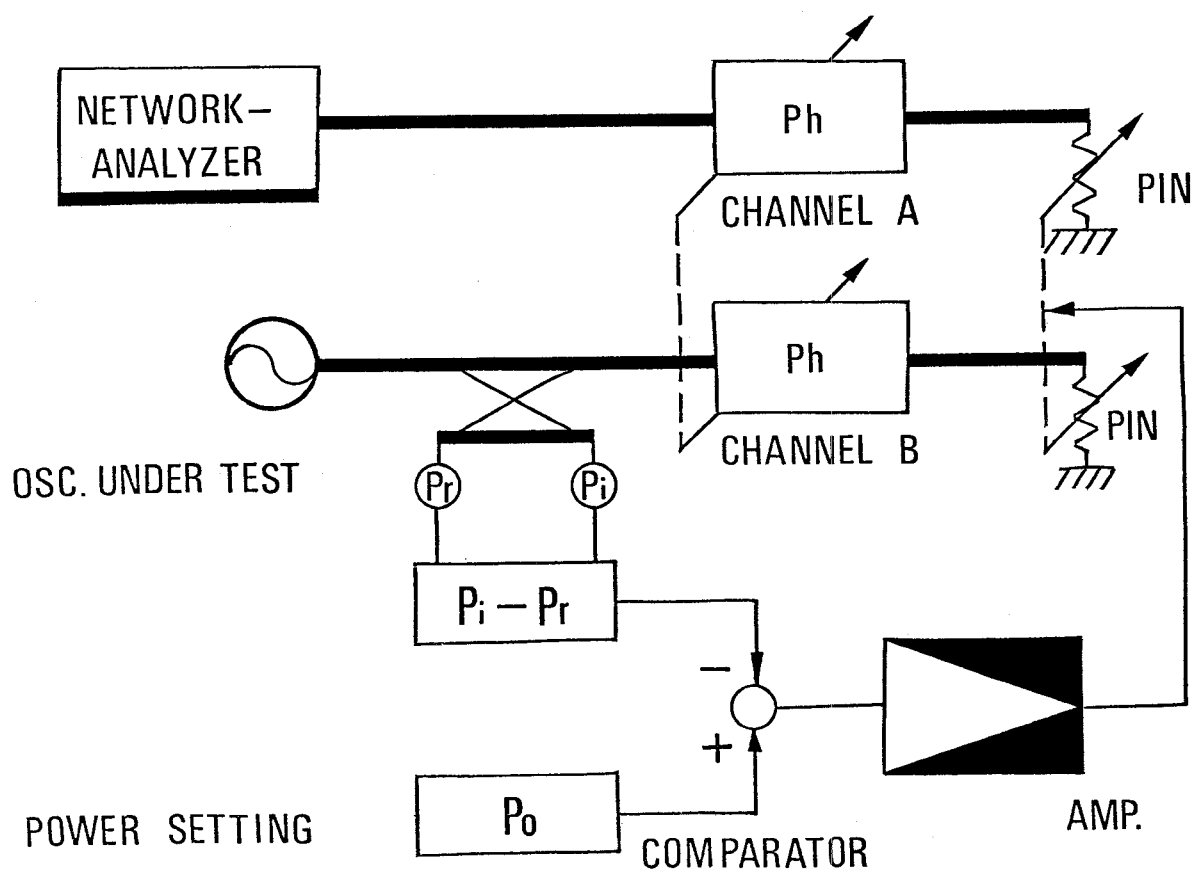 NETWORK-
ANALYZER
Ph
PIN
CHANNEL A
Ph
PIN
CHANNEL B
OSC. UNDER TEST
Pr
Pi
Pi - Pr
-
+
Po
POWER SETTING
COMPARATOR
AMP.